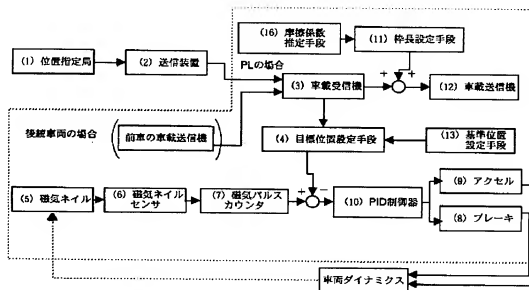 (16) 摩擦係数
推定手段
(11) 枠長設定手段
(1) 位置指定局
(2) 送信装置
PLの場合
(3) 車載受信機
+
+
(12) 車載送信機
後続車両の場合
前車の車載送信機
(4) 目標位置設定手段
(13) 基準位置
設定手段
(5) 磁気ネイル
(6) 磁気ネイル
センサ
(7) 磁気パルス
カウンタ
+
−
(10) PID制御器
(9) アクセル
(8) ブレーキ
車両ダイナミクス